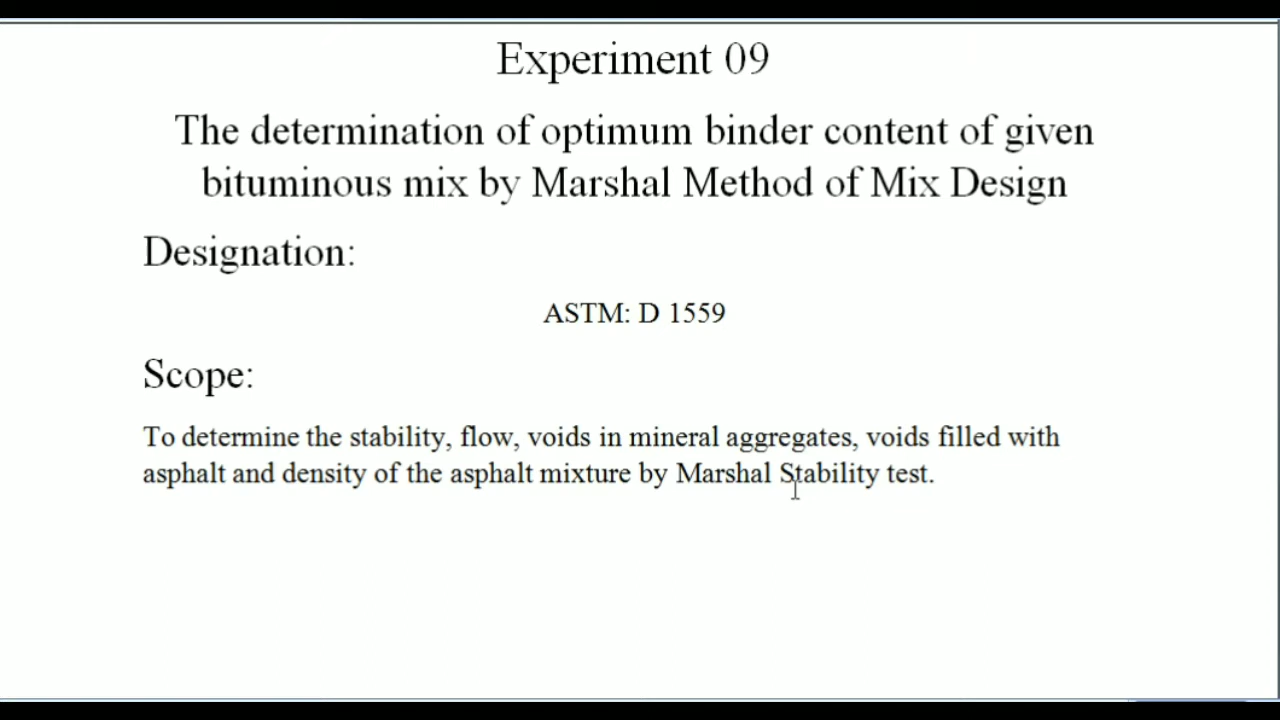 Experiment 09
The determination of optimum binder content of given
bituminous mix by Marshal Method of Mix Design
Designation:
ASTM: D 1559
Scope:
To determine the stability, flow, voids in mineral aggregates, voids filled with
asphalt and density of the asphalt mixture by Marshal Stability test.